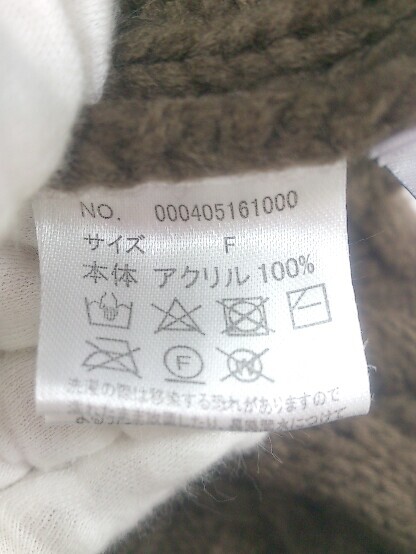 NO. 000405161000
サイズ F
本体 アクリル 100%
F
W
洗濯の際は移染する恐れがありますので